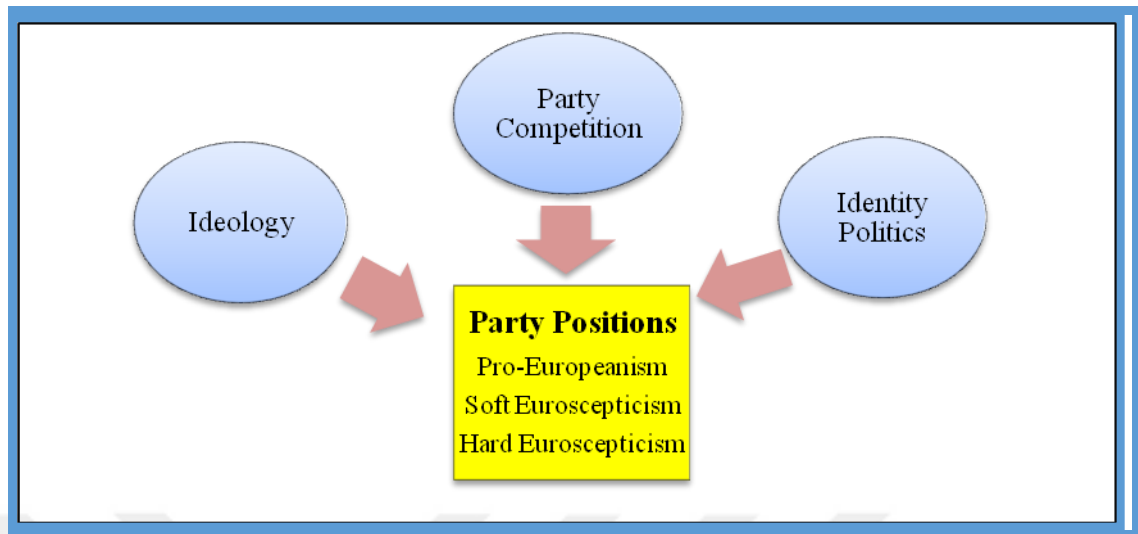 Party
Competition
Ideology
Identity
Politics
Party Positions
Pro-Europeanism
Soft Euroscepticism
Hard Euroscepticism